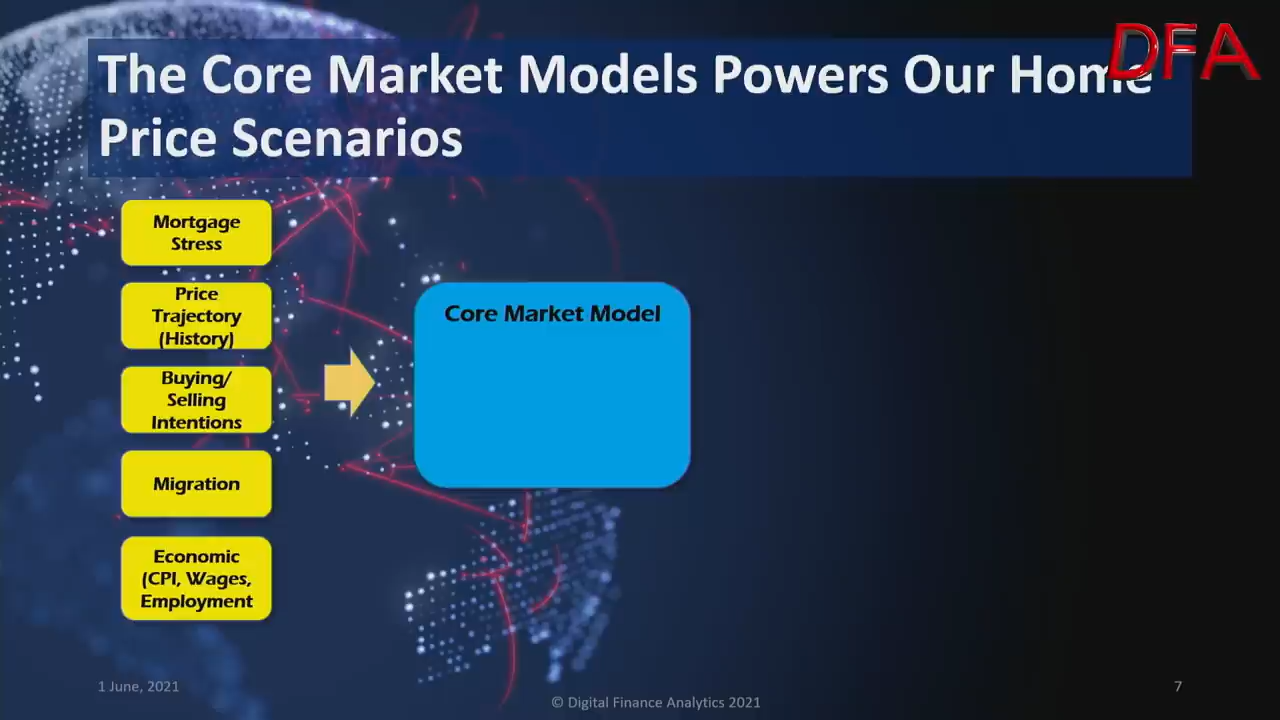 The Core Market Models Powers Our Home
Price Scenarios
DFA
Mortgage
Stress
Price
Trajectory
(History)
Buying/
Selling
Intentions
Migration
Economic
(CPI, Wages,
Employment
Core Market Model
1 June, 2021
© Digital Finance Analytics 2021
7